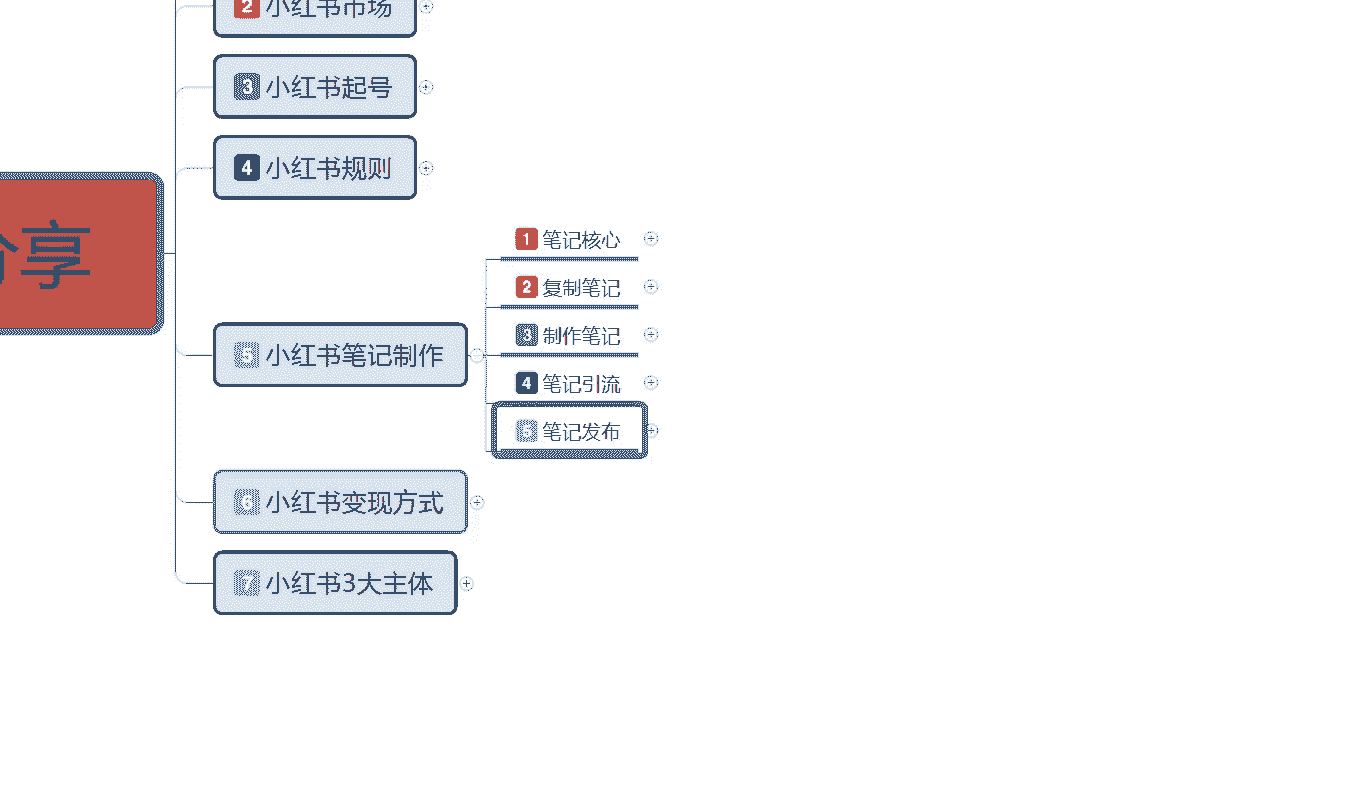 2 小红书市场
3 小红书起号
4 小红书规则
享
5 小红书笔记制作
1 笔记核心
2 复制笔记
3 制作笔记
4 笔记引流
5 笔记发布
6 小红书变现方式
7 小红书3大主体